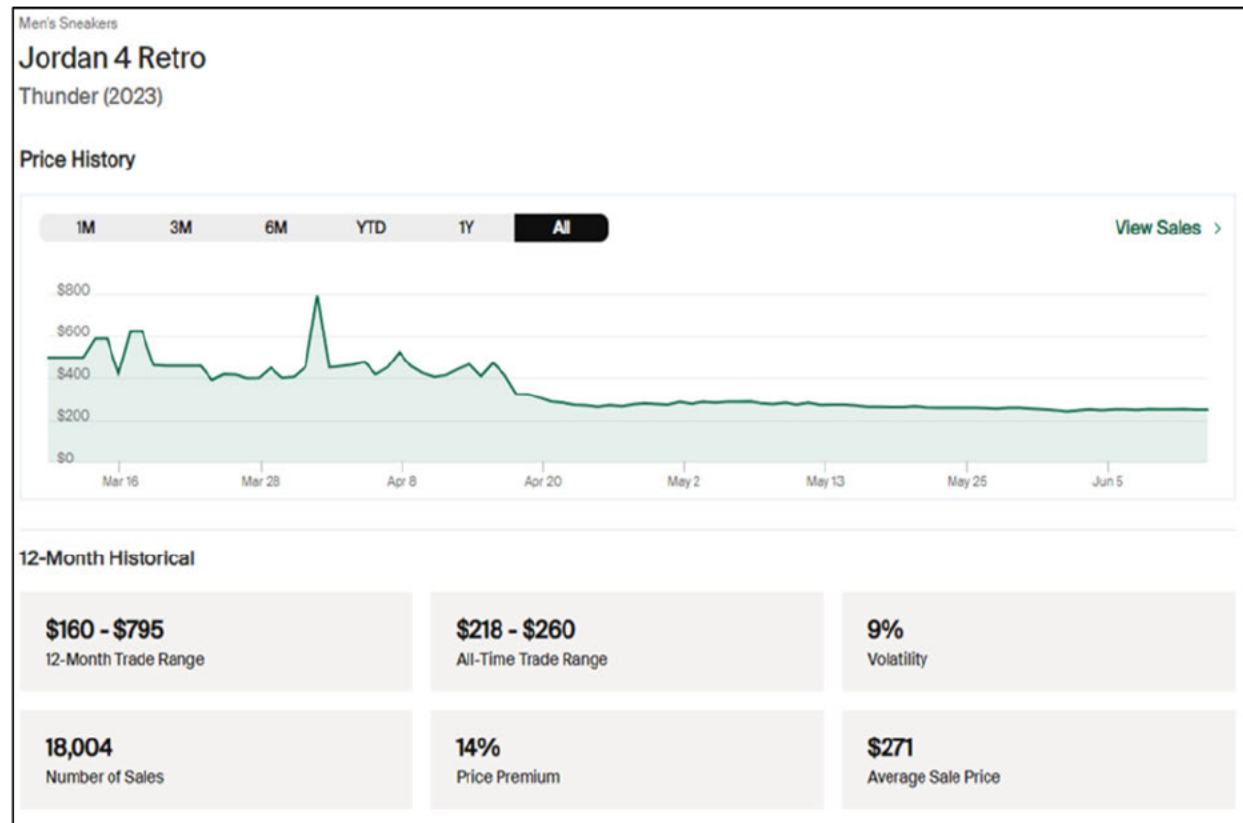 Men's Sneakers
Jordan 4 Retro
Thunder (2023)
Price History
1M 3M 6M YTD 1Y All
View Sales >
$800
$600
$400
$200
$0
Mar 16 Mar 28 Apr 8 Apr 20 May 2 May 13 May 25 Jun 5
12-Month Historical
$160 - $795 $218 - $260 9%
12-Month Trade Range All-Time Trade Range Volatility
18,004 14% $271
Number of Sales Price Premium Average Sale Price